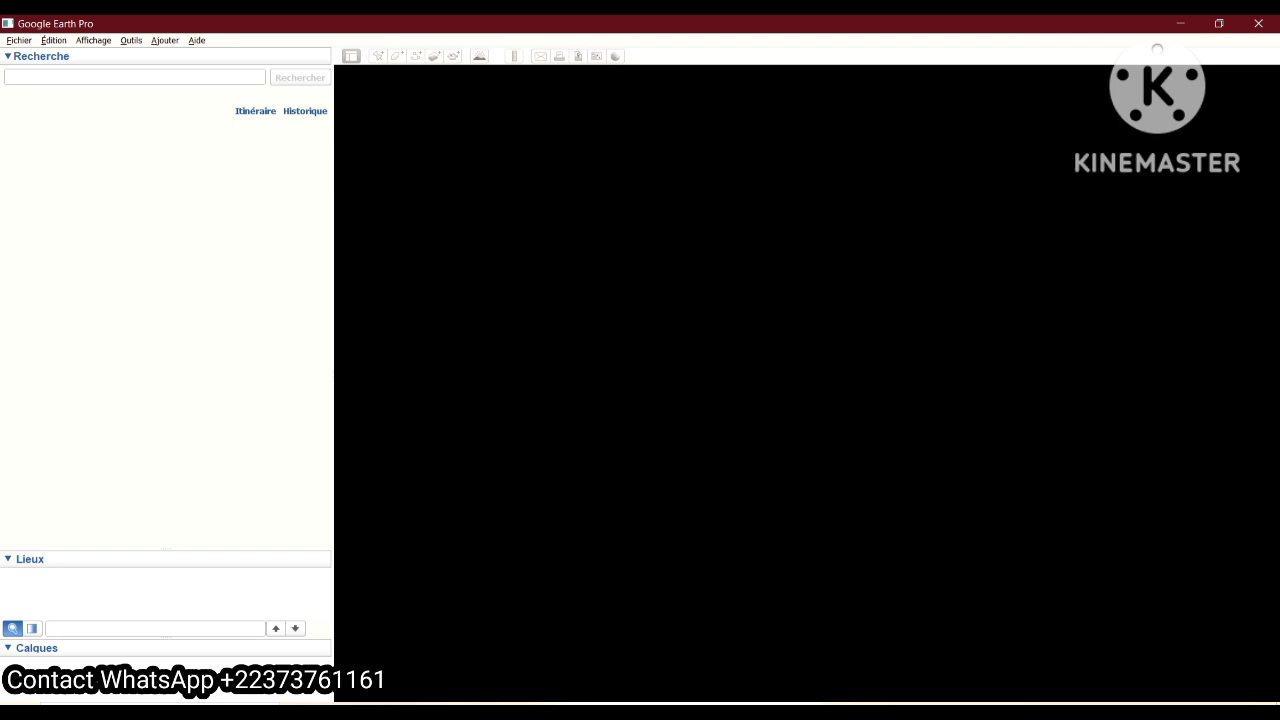 Google Earth Pro
Fichier Édition Affichage Outils Ajouter Aide
Recherche
Rechercher
Itinéraire Historique
K
KINEMASTER
Lieux
Calques
Contact WhatsApp +22373761161